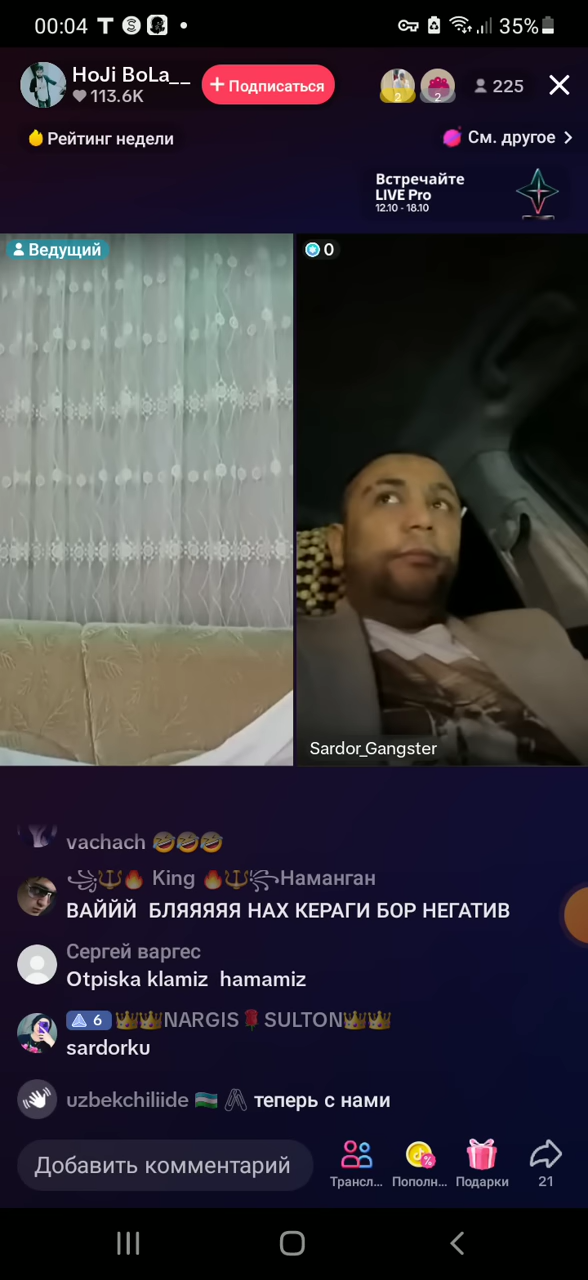 00:04
35%
HoJi BoLa__
113.6K
+ Подписаться
2
2
225
Рейтинг недели
См. другое
Встречайте
LIVE Pro
12.10 - 18.10
Ведущий
0
Sardor_Gangster
vachach 🤣🤣🤣
꧁🔱🔥 King 🔥🔱꧂Наманган
ВАЙЙЙ БЛЯЯЯЯЯ НАХ КЕРАГИ БОР НЕГАТИВ
Сергей варгес
Otpiska klamiz hamamiz
6 👑👑NARGIS🌹SULTON👑👑
sardorku
uzbekchiliide 🇺🇿 🖇 теперь с нами
Добавить комментарий
Трансл...
Пополн...
Подарки
21